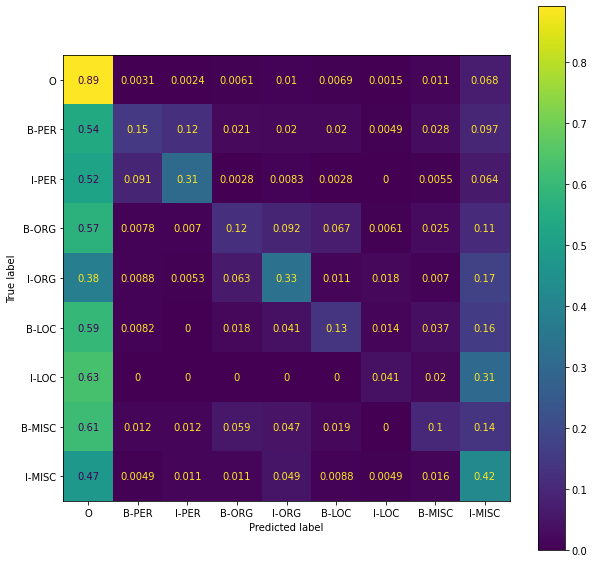 O 0.89 0.0031 0.0024 0.0061 0.01 0.0069 0.0015 0.011 0.068
B-PER 0.54 0.15 0.12 0.021 0.02 0.02 0.0049 0.028 0.097
I-PER 0.52 0.091 0.31 0.0028 0.0083 0.0028 0 0.0055 0.064
B-ORG 0.57 0.0078 0.007 0.12 0.092 0.067 0.0061 0.025 0.11
I-ORG 0.38 0.0088 0.0053 0.063 0.33 0.011 0.018 0.007 0.17
B-LOC 0.59 0.0082 0 0.018 0.041 0.13 0.014 0.037 0.16
I-LOC 0.63 0 0 0 0 0 0.041 0.02 0.31
B-MISC 0.61 0.012 0.012 0.059 0.047 0.019 0 0.1 0.14
I-MISC 0.47 0.0049 0.011 0.011 0.049 0.0088 0.0049 0.016 0.42
O B-PER I-PER B-ORG I-ORG B-LOC I-LOC B-MISC I-MISC
Predicted label
True label
0.8
0.7
0.6
0.5
0.4
0.3
0.2
0.1
0.0